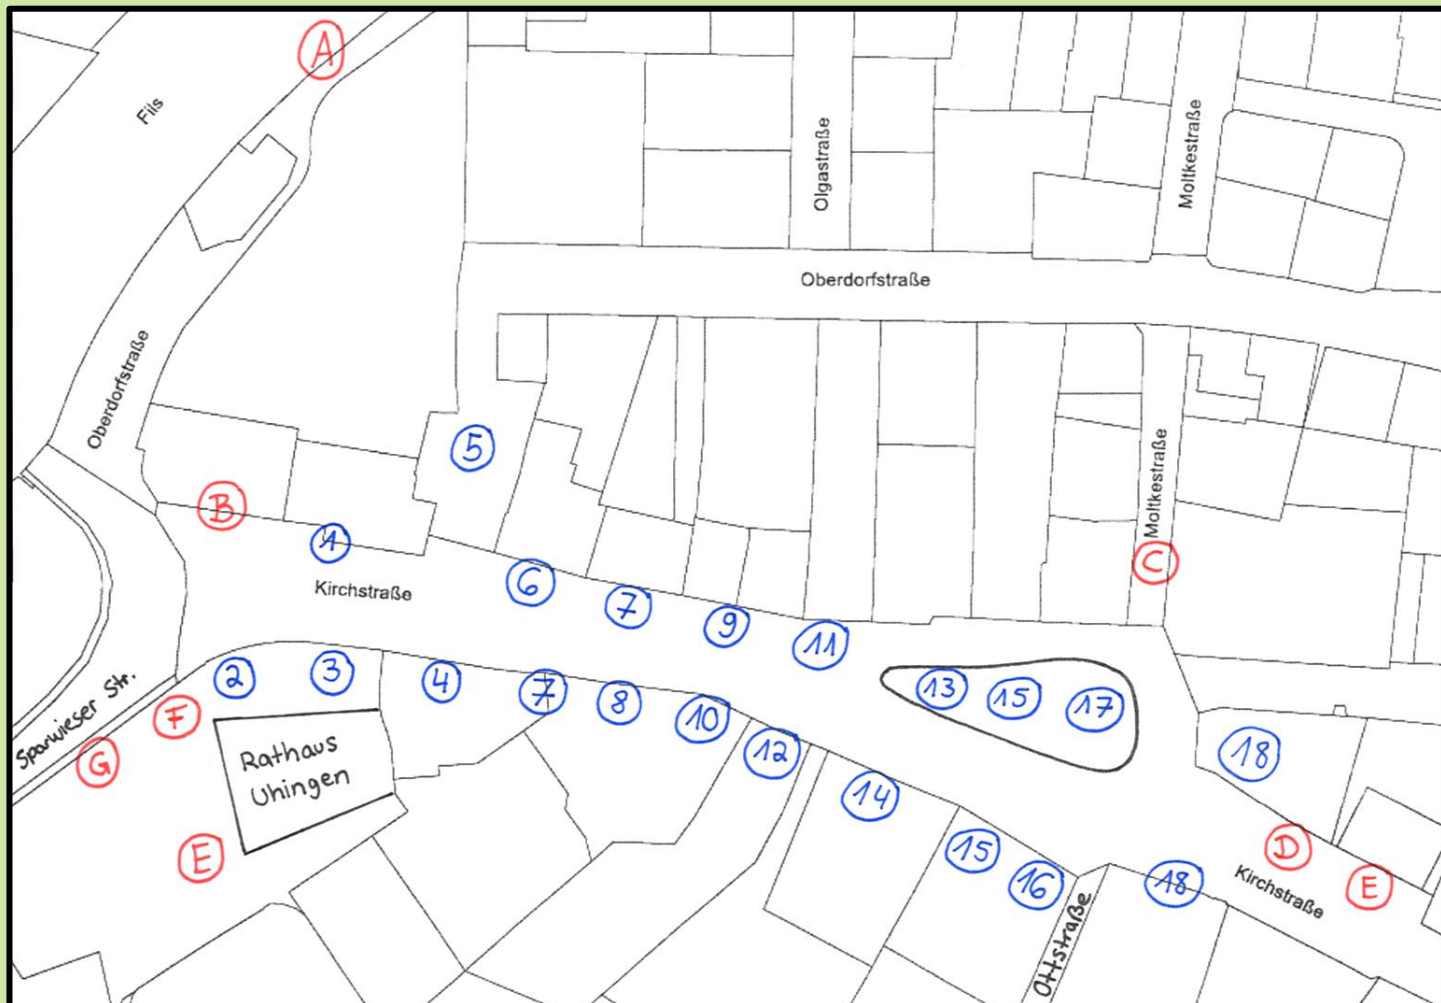 A
Fils
Olgastraße
Moltkestraße
Oberdorfstraße
Oberdorfstraße
5
Moltkestraße
B
1
C
Kirchstraße
6
7
9
11
2
3
4
7
8
10
12
13
15
17
Sparwieser Str.
F
G
Rathaus
Uhingen
E
14
15
16
18
18
D
E
Kirchstraße
Ottstraße